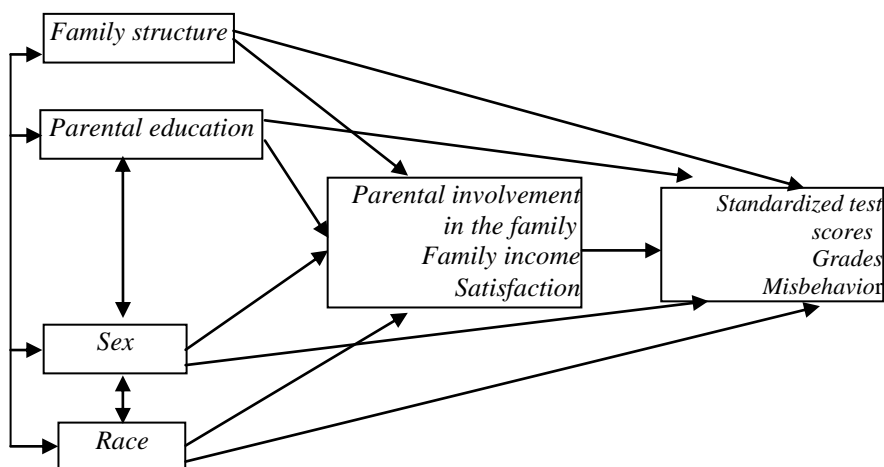 Family structure
Parental education
Parental involvement
in the family
Family income
Satisfaction
Standardized test
scores
Grades
Misbehavior
Sex
Race